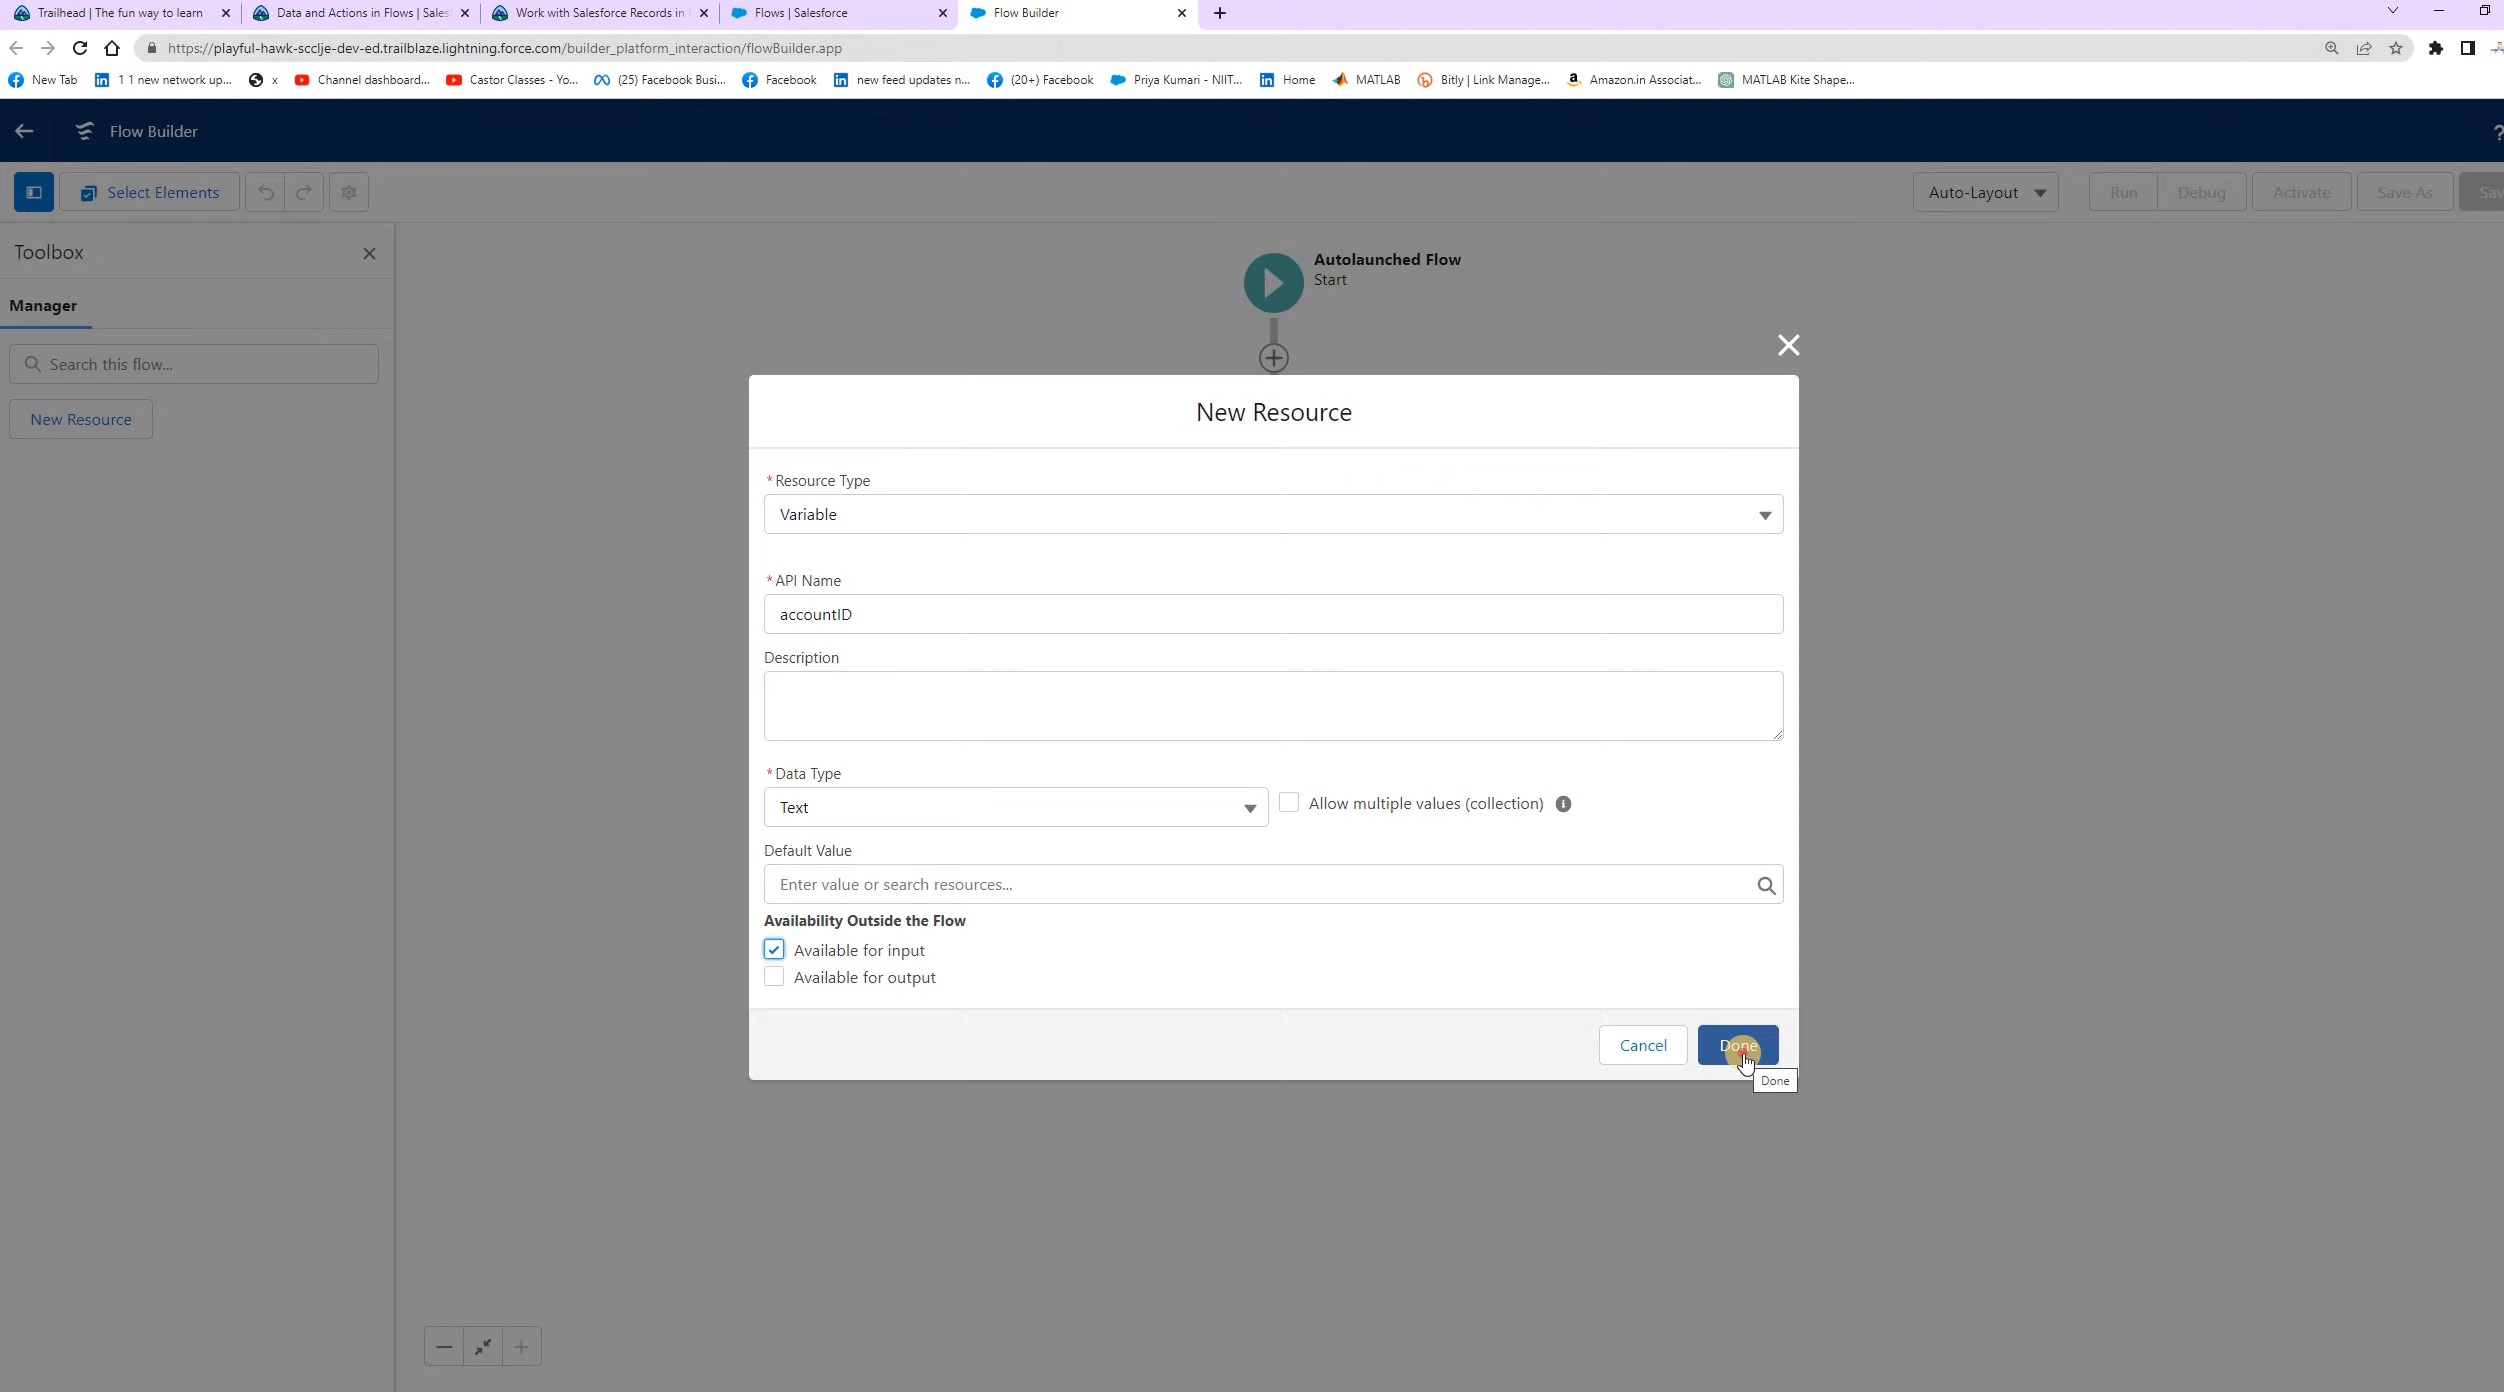 Trailhead | The fun way to learn
Data and Actions in Flows | Sales
Work with Salesforce Records in
Flows | Salesforce
Flow Builder
https://playful-hawk-scclje-dev-ed.trailblaze.lightning.force.com/builder_platform_interaction/flowBuilder.app
New Tab
1 1 new network up...
x
Channel dashboard...
Castor Classes - Yo...
(25) Facebook Busi...
Facebook
new feed updates n...
(20+) Facebook
Priya Kumari - NIIT...
Home
MATLAB
Bitly | Link Manage...
Amazon.in Associat...
MATLAB Kite Shape...
Flow Builder
?
Select Elements
Auto-Layout
Run
Debug
Activate
Save As
Sav
Toolbox
Manager
Search this flow...
New Resource
Autolaunched Flow
Start
New Resource
* Resource Type
Variable
* API Name
accountID
Description
* Data Type
Text
Allow multiple values (collection)
Default Value
Enter value or search resources...
Availability Outside the Flow
Available for input
Available for output
Cancel
Done
Done